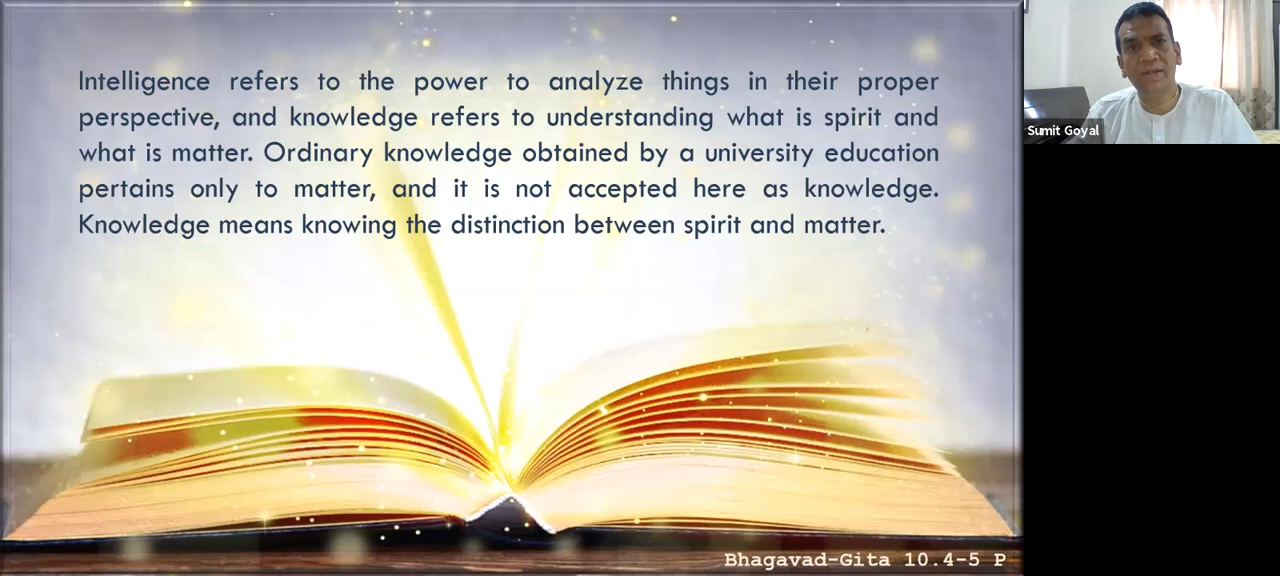 Intelligence refers to the power to analyze things in their proper
perspective, and knowledge refers to understanding what is spirit and
what is matter. Ordinary knowledge obtained by a university education
pertains only to matter, and it is not accepted here as knowledge.
Knowledge means knowing the distinction between spirit and matter.
Bhagavad-Gita 10.4-5 P
Sumit Goyal